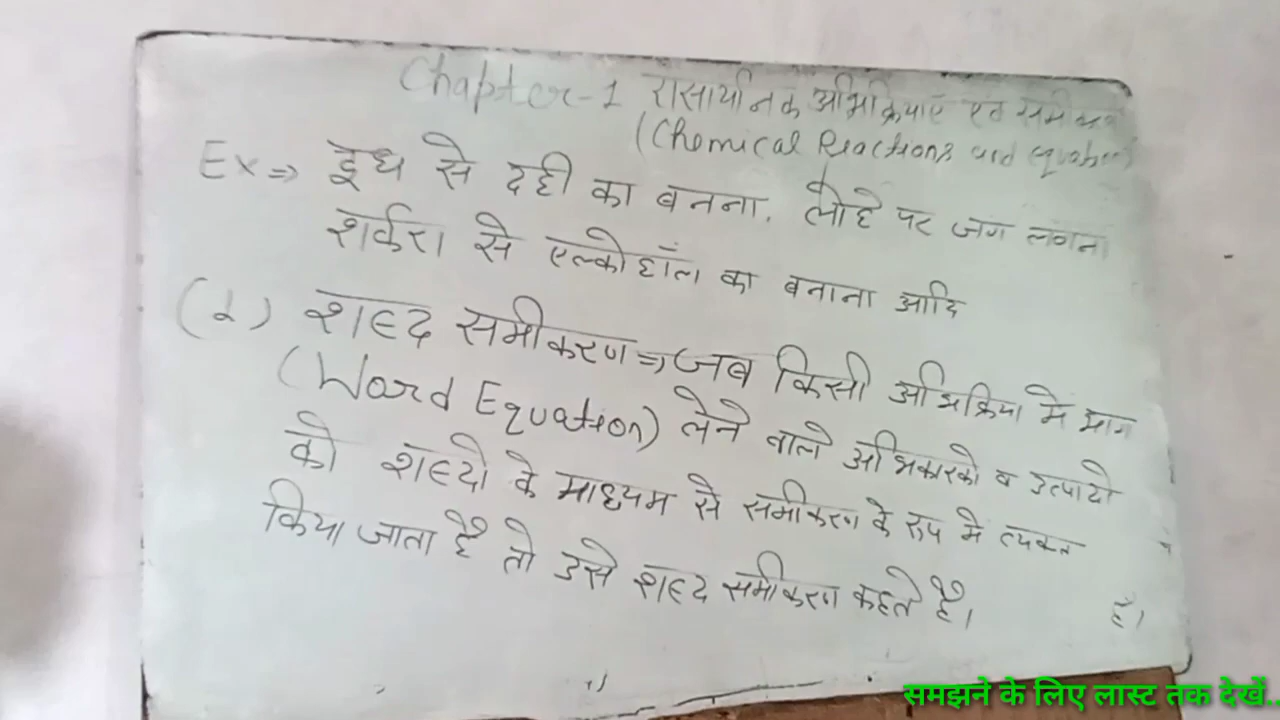 Chapter-1 रासायनिक अभिक्रियाएँ एवं समीकरण
(Chemical Reactions and equations)
Ex⇒ दूध से दही का बनना, लोहे पर जंग लगना
शर्करा से एल्कोहॉल का बनाना आदि
(1) शब्द समीकरण⇒ जब किसी अभिक्रिया मे भाग
(Word Equation) लेने वाले अभिकारको व उत्पादो
को शब्दो के माध्यम से समीकरण के रूप मे व्यक्त
किया जाता है तो उसे शब्द समीकरण कहते है।
है।
समझने के लिए लास्ट तक देखें..